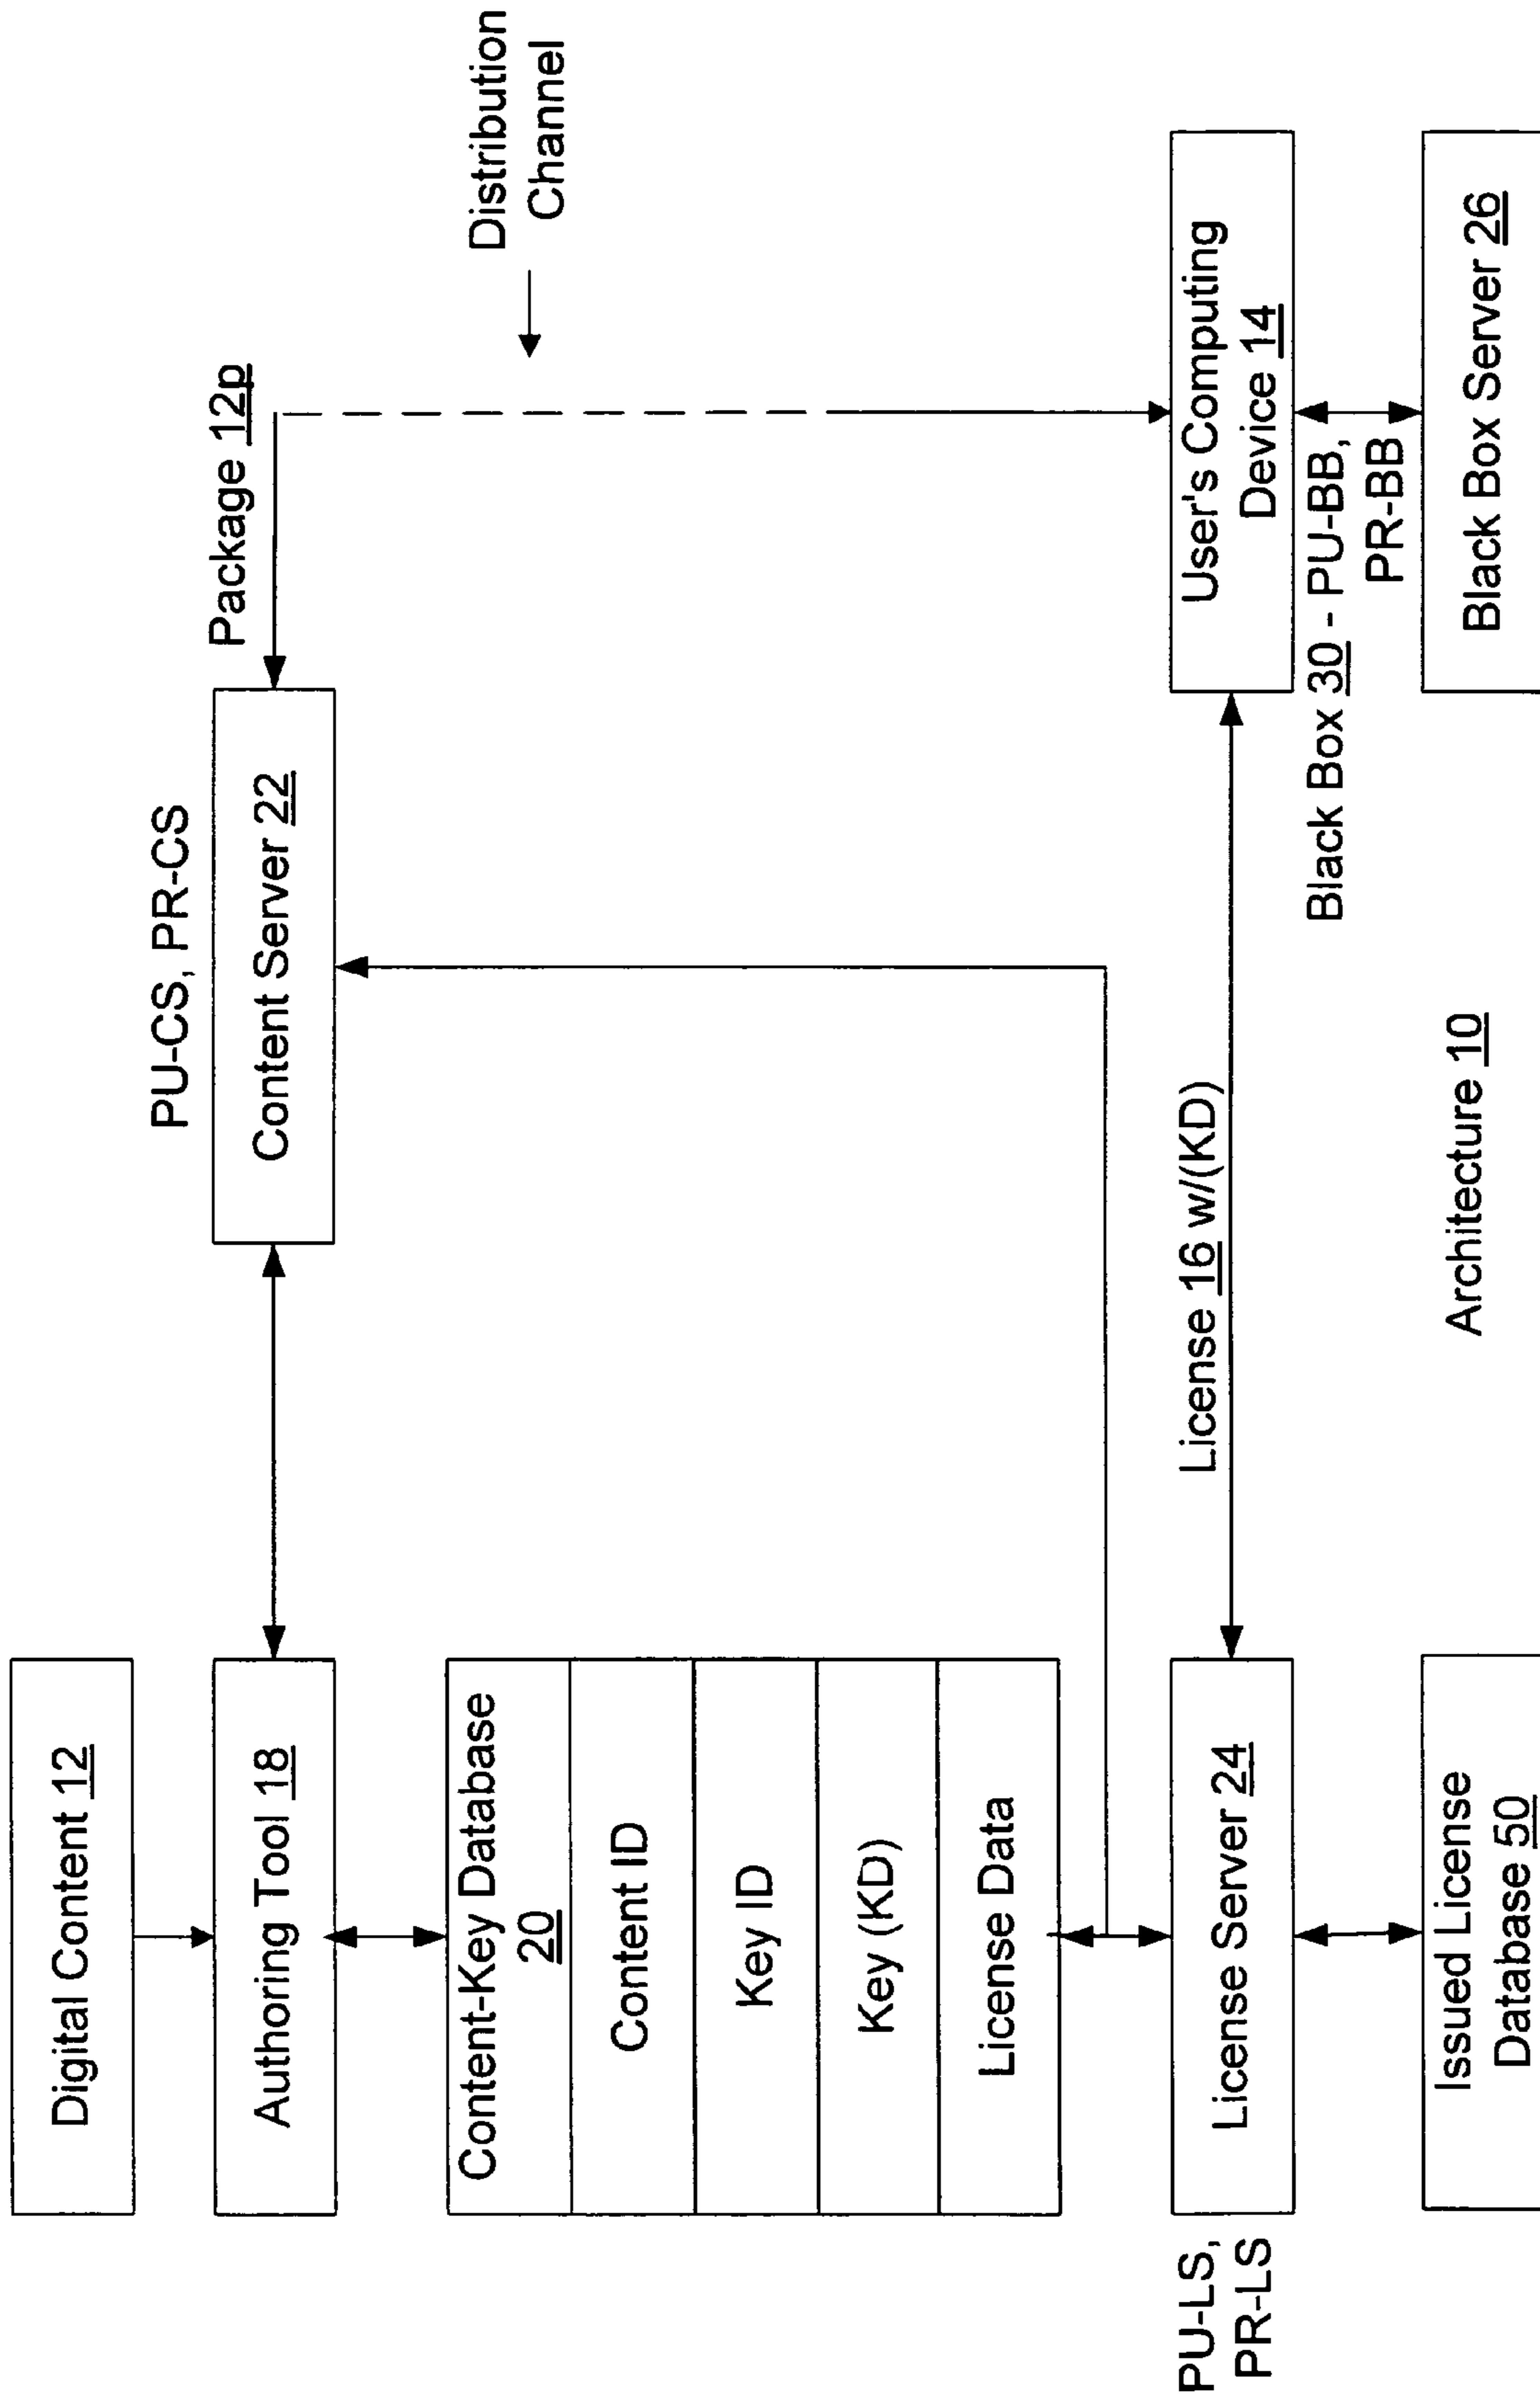 Digital Content 12
Authoring Tool 18
Content-Key Database
20
Content ID
Key ID
Key (KD)
License Data
PU-LS,
PR-LS
License Server 24
Issued License
Database 50
PU-CS, PR-CS
Content Server 22
Package 12p
Distribution
Channel
License 16 w/(KD)
User's Computing
Device 14
Black Box 30 - PU-BB,
PR-BB
Black Box Server 26
Architecture 10